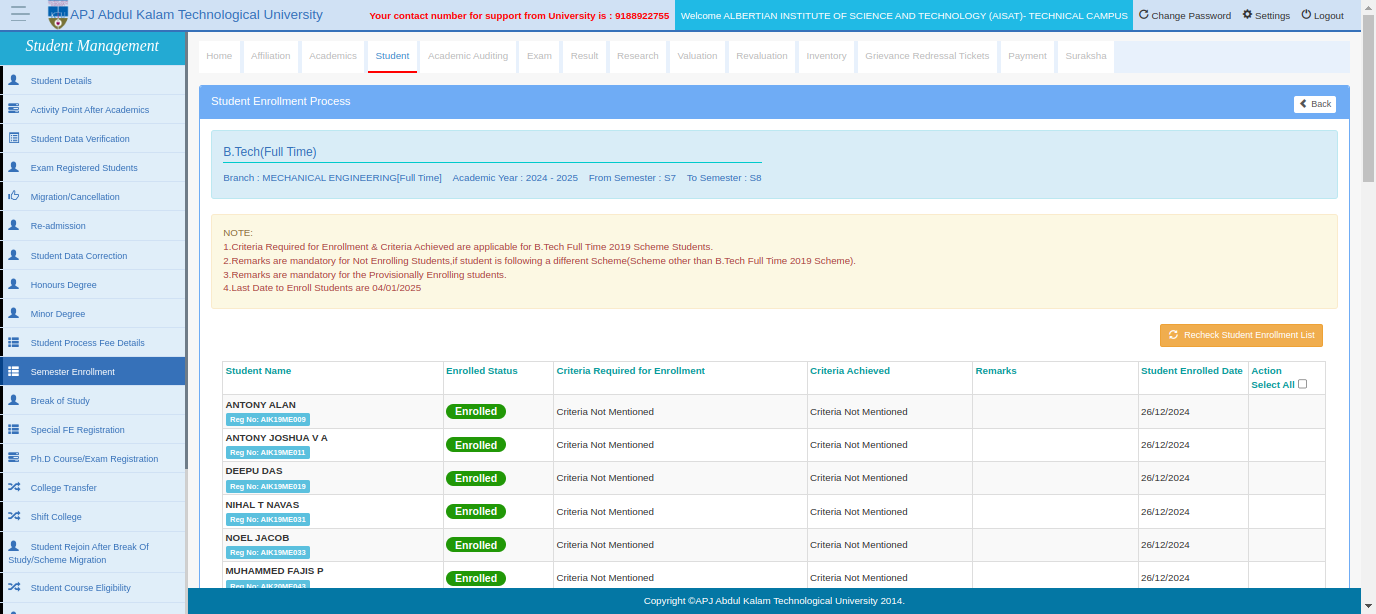 APJ Abdul Kalam Technological University
Your contact number for support from University is : 9188922755
Welcome ALBERTIAN INSTITUTE OF SCIENCE AND TECHNOLOGY (AISAT)- TECHNICAL CAMPUS
Change Password Settings Logout
Student Management
Student Details
Activity Point After Academics
Student Data Verification
Exam Registered Students
Migration/Cancellation
Re-admission
Student Data Correction
Honours Degree
Minor Degree
Student Process Fee Details
Semester Enrollment
Break of Study
Special FE Registration
Ph.D Course/Exam Registration
College Transfer
Shift College
Student Rejoin After Break Of
Study/Scheme Migration
Student Course Eligibility
Home Affiliation Academics Student Academic Auditing Exam Result Research Valuation Revaluation Inventory Grievance Redressal Tickets Payment Suraksha
Student Enrollment Process
Back
B.Tech(Full Time)
Branch : MECHANICAL ENGINEERING[Full Time] Academic Year : 2024 - 2025 From Semester : S7 To Semester : S8
NOTE:
1.Criteria Required for Enrollment & Criteria Achieved are applicable for B.Tech Full Time 2019 Scheme Students.
2.Remarks are mandatory for Not Enrolling Students,if student is following a different Scheme(Scheme other than B.Tech Full Time 2019 Scheme).
3.Remarks are mandatory for the Provisionally Enrolling students.
4.Last Date to Enroll Students are 04/01/2025
Recheck Student Enrollment List
Student Name Enrolled Status Criteria Required for Enrollment Criteria Achieved Remarks Student Enrolled Date Action
Select All
ANTONY ALAN
Reg No: AIK19ME009
Enrolled Criteria Not Mentioned Criteria Not Mentioned 26/12/2024
ANTONY JOSHUA V A
Reg No: AIK19ME011
Enrolled Criteria Not Mentioned Criteria Not Mentioned 26/12/2024
DEEPU DAS
Reg No: AIK19ME019
Enrolled Criteria Not Mentioned Criteria Not Mentioned 26/12/2024
NIHAL T NAVAS
Reg No: AIK19ME031
Enrolled Criteria Not Mentioned Criteria Not Mentioned 26/12/2024
NOEL JACOB
Reg No: AIK19ME033
Enrolled Criteria Not Mentioned Criteria Not Mentioned 26/12/2024
MUHAMMED FAJIS P
Reg No: AIK20ME043
Enrolled Criteria Not Mentioned Criteria Not Mentioned 26/12/2024
Copyright ©APJ Abdul Kalam Technological University 2014.